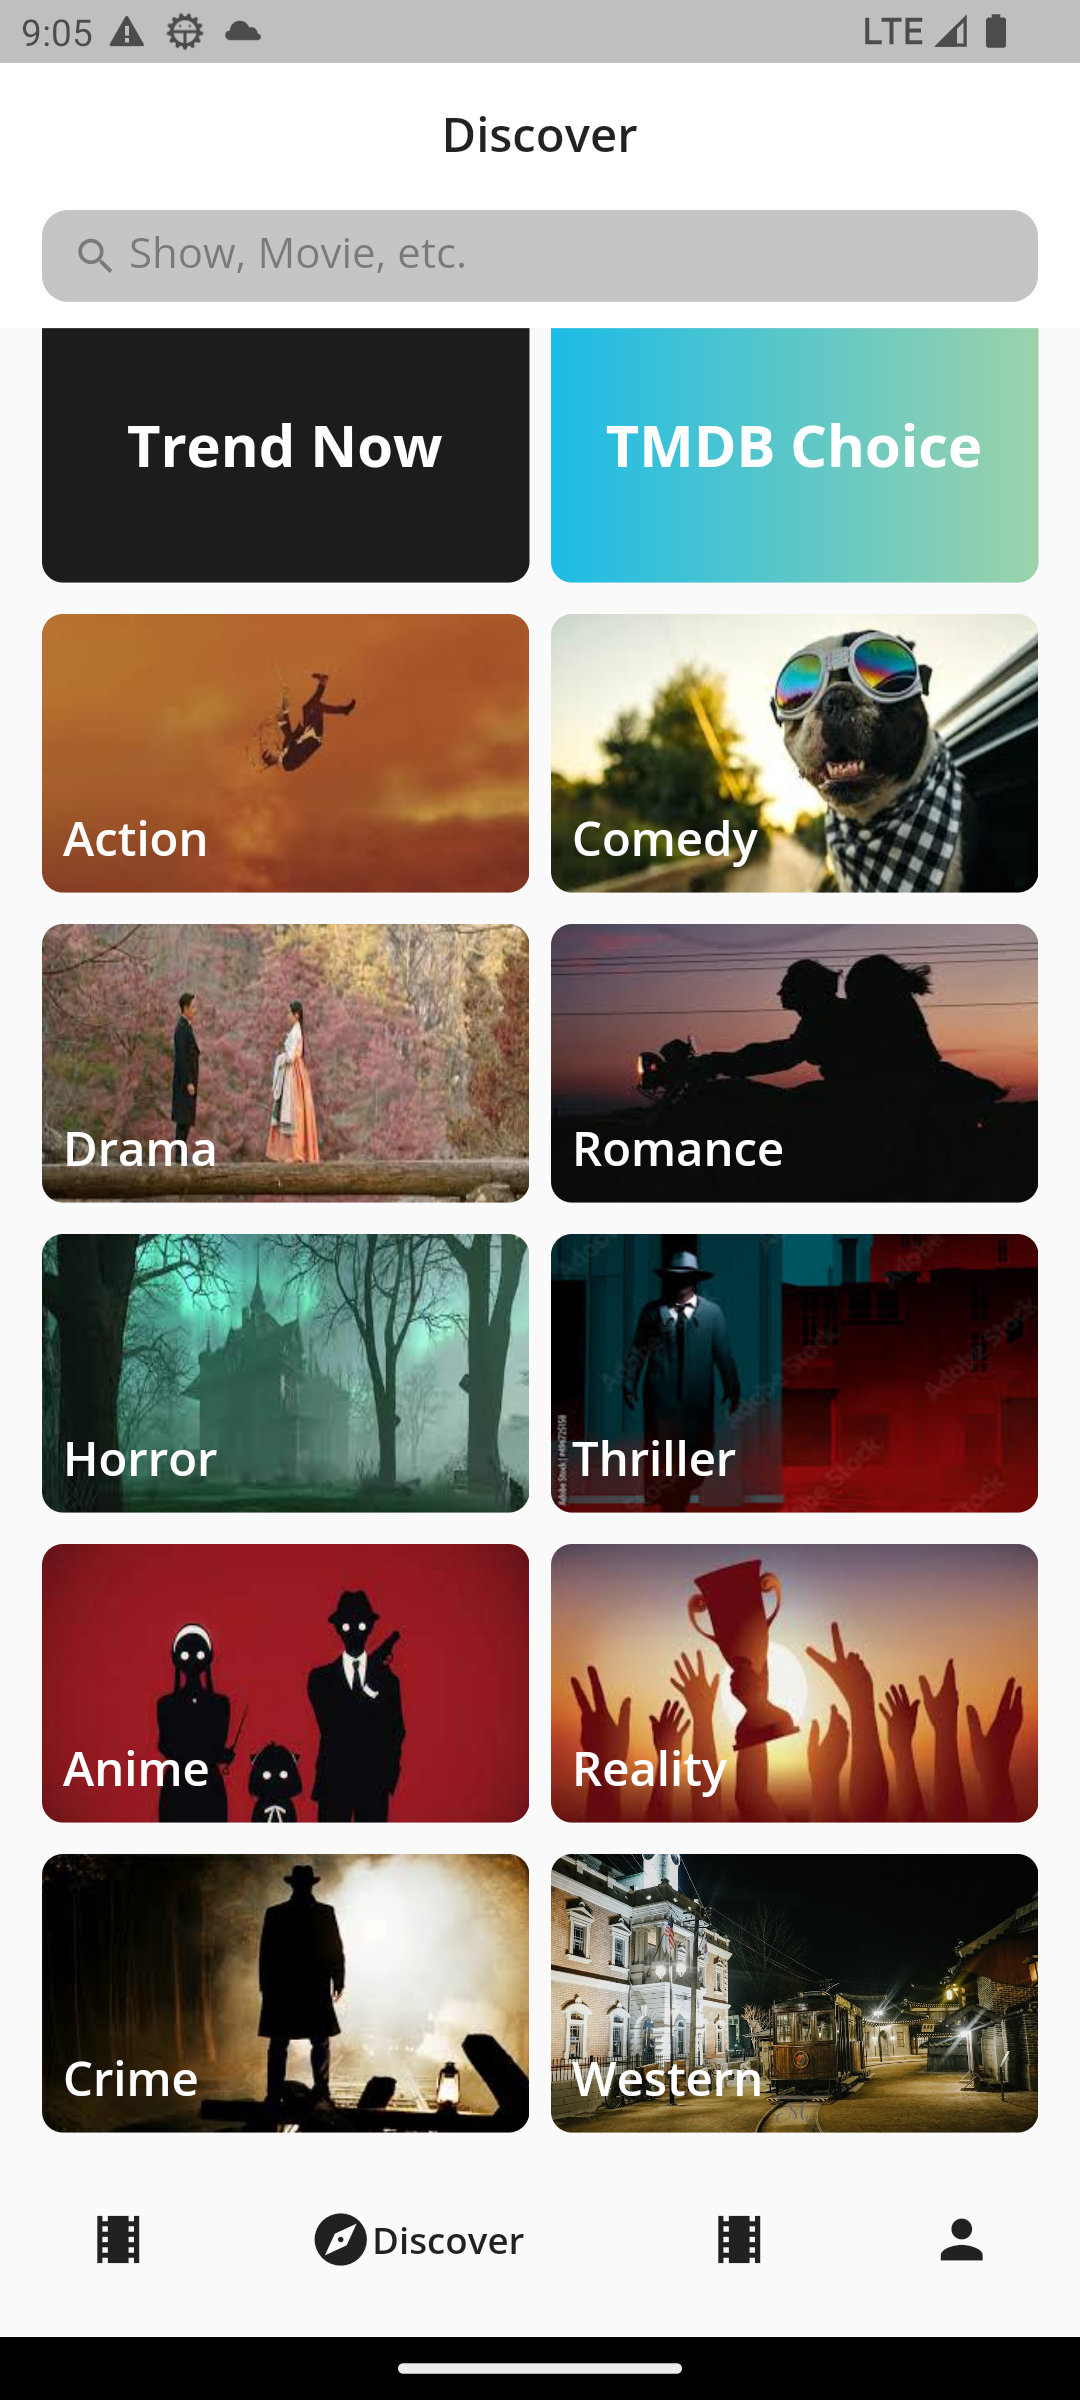 9:05
LTE
Discover
Show, Movie, etc.
Trend Now
TMDB Choice
Action
Comedy
Drama
Romance
Horror
Thriller
Anime
Reality
Crime
Western
Discover